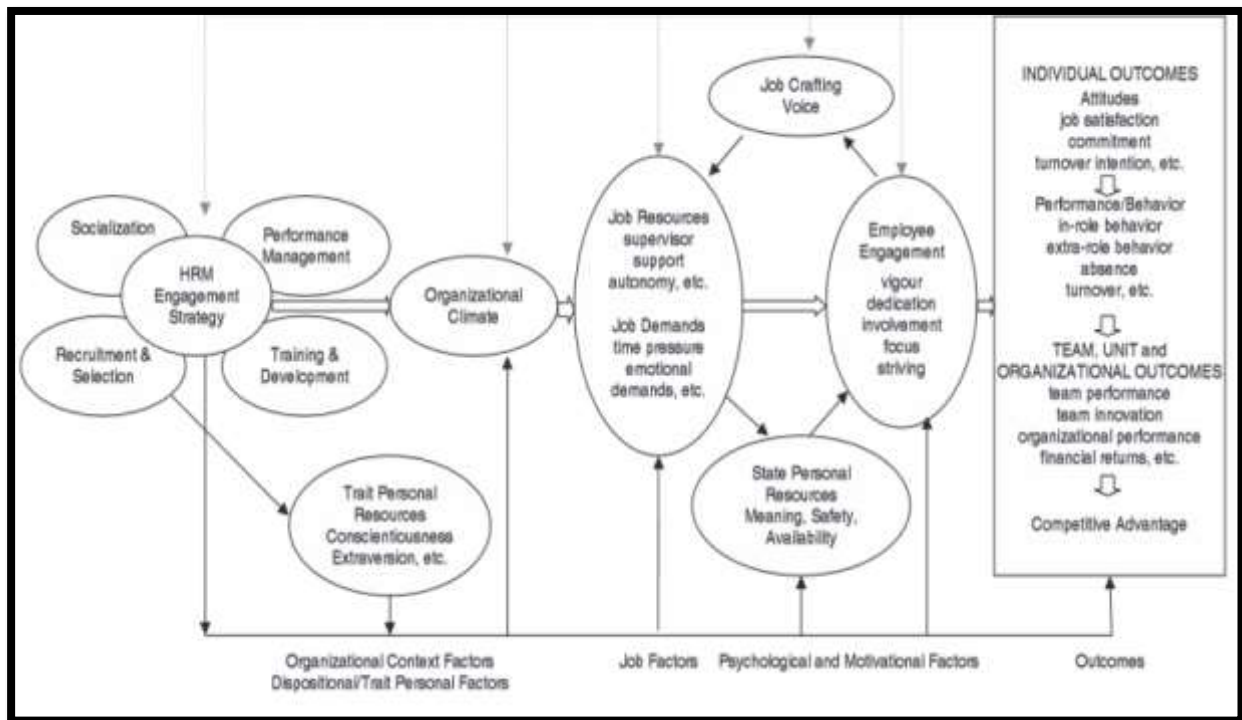 Socialization
Performance
Management
HRM
Engagement
Strategy
Recruitment &
Selection
Training &
Development
Trait Personal
Resources
Conscientiousness
Extraversion, etc.
Organizational
Climate
Job Resources
supervisor
support
autonomy, etc.
Job Demands
time pressure
emotional
demands, etc.
Job Crafting
Voice
State Personal
Resources
Meaning, Safety,
Availability
Employee
Engagement
vigour
dedication
involvement
focus
striving
INDIVIDUAL OUTCOMES
Attitudes
job satisfaction
commitment
turnover intention, etc.
Performance/Behavior
in-role behavior
extra-role behavior
absence
turnover, etc.
TEAM, UNIT and
ORGANIZATIONAL OUTCOMES
team performance
team innovation
organizational performance
financial returns, etc.
Competitive Advantage
Organizational Context Factors
Dispositional/Trait Personal Factors
Job Factors
Psychological and Motivational Factors
Outcomes